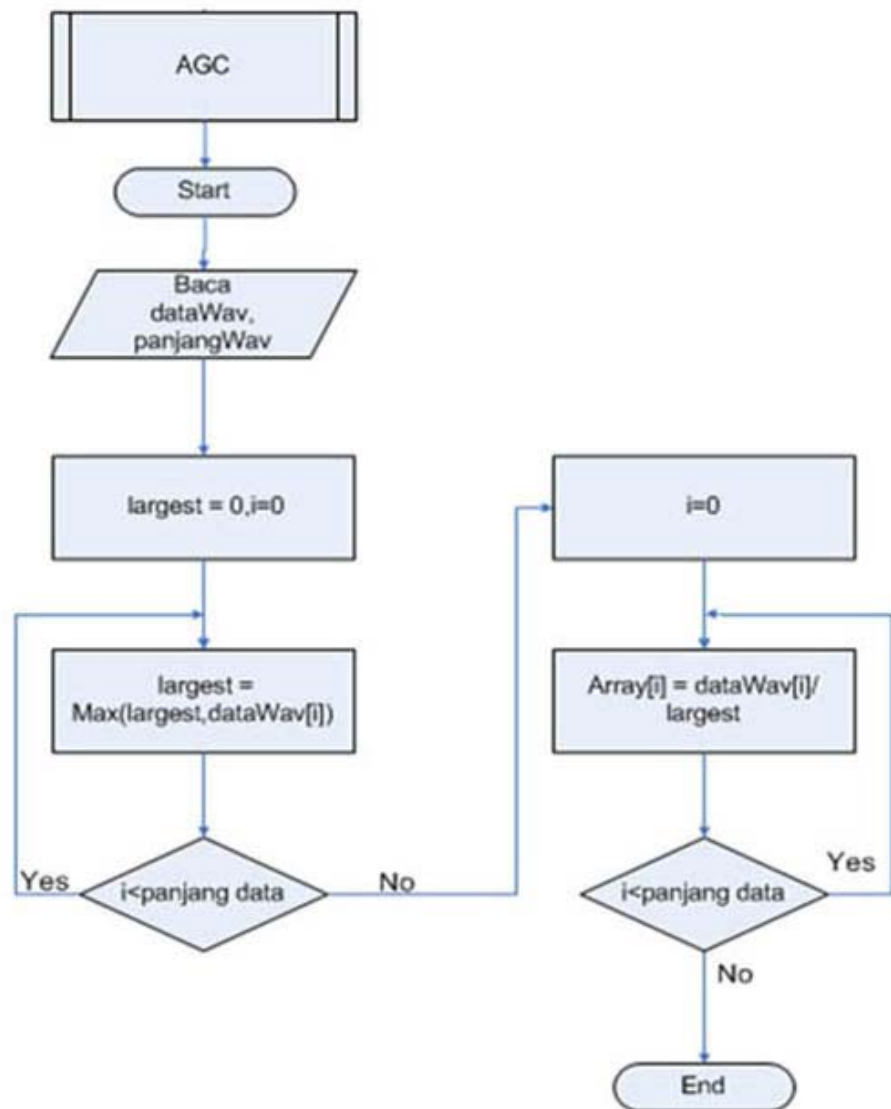 AGC
Start
Baca
dataWav,
panjangWav
largest = 0,i=0
largest =
Max(largest,dataWav[i])
i<panjang data
Yes
No
i=0
Array[i] = dataWav[i]/
largest
i<panjang data
Yes
No
End